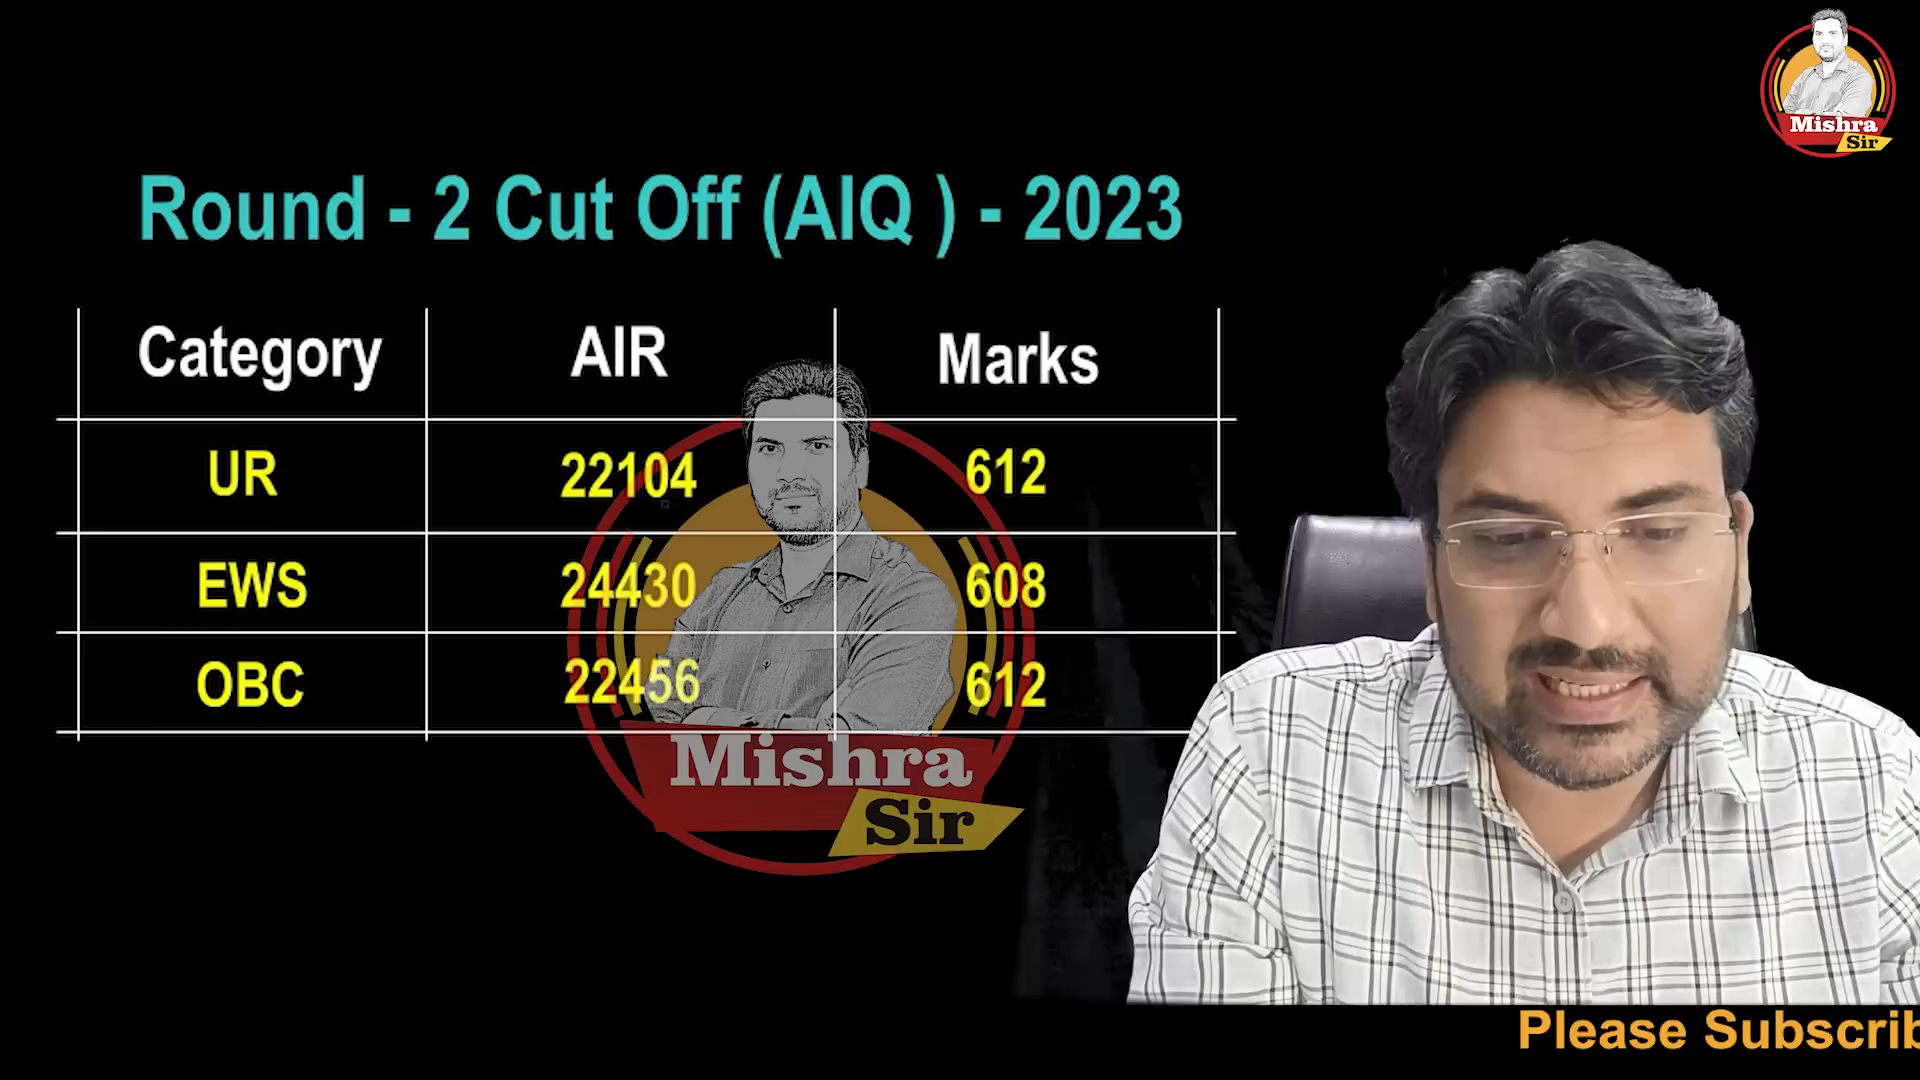 Mishra
Sir
Round - 2 Cut Off (AIQ ) - 2023
Category AIR Marks
UR 22104 612
EWS 24430 608
OBC 22456 612
Mishra
Sir
Please Subscrib